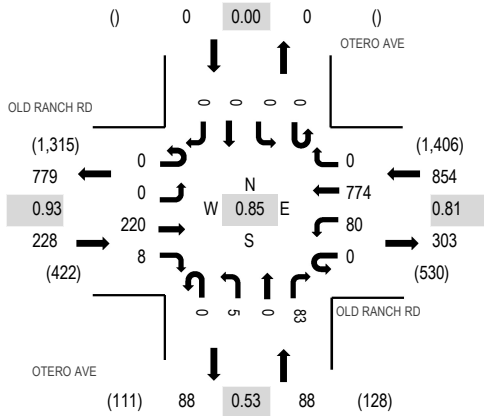 () 0 0.00 0 ()
OTERO AVE
0 0 0 0
OLD RANCH RD
(1,315) (1,406)
779 0 0 854
0 N 774
0.93 W 0.85 E 0.81
220 80
228 S 303
8 0
(422) (530)
0 5 0 83
OLD RANCH RD
OTERO AVE
(111) 88 0.53 88 (128)